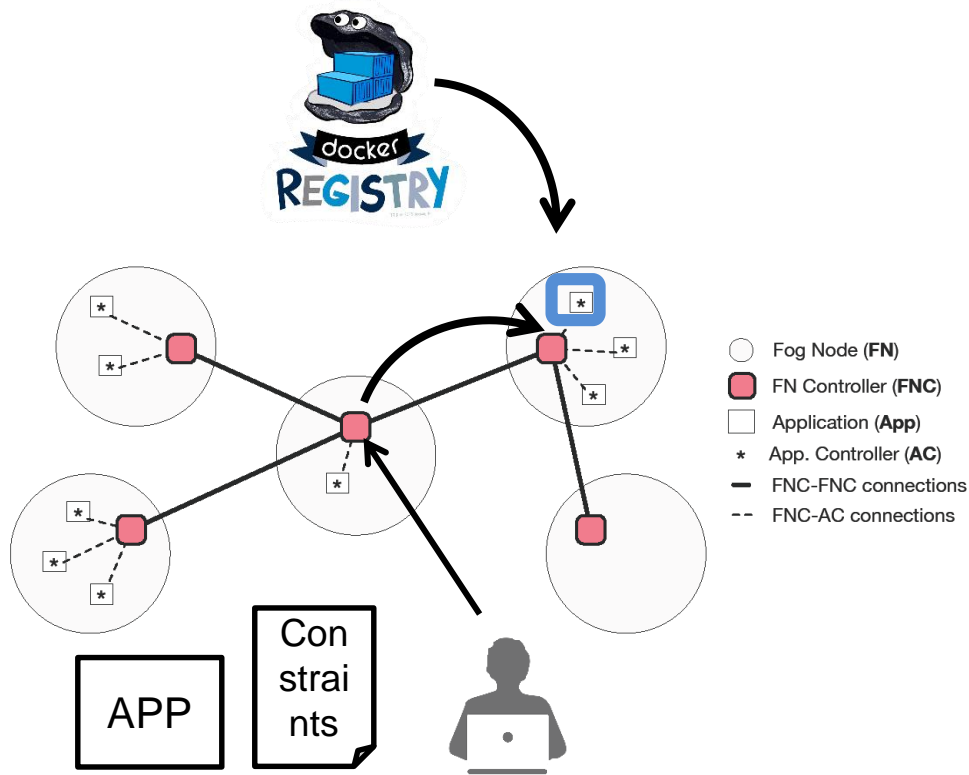 docker
REGISTRY
*
*
*
*
*
*
*
*
*
*
Fog Node (FN)
FN Controller (FNC)
Application (App)
* App. Controller (AC)
FNC-FNC connections
FNC-AC connections
Con
strai
nts
APP